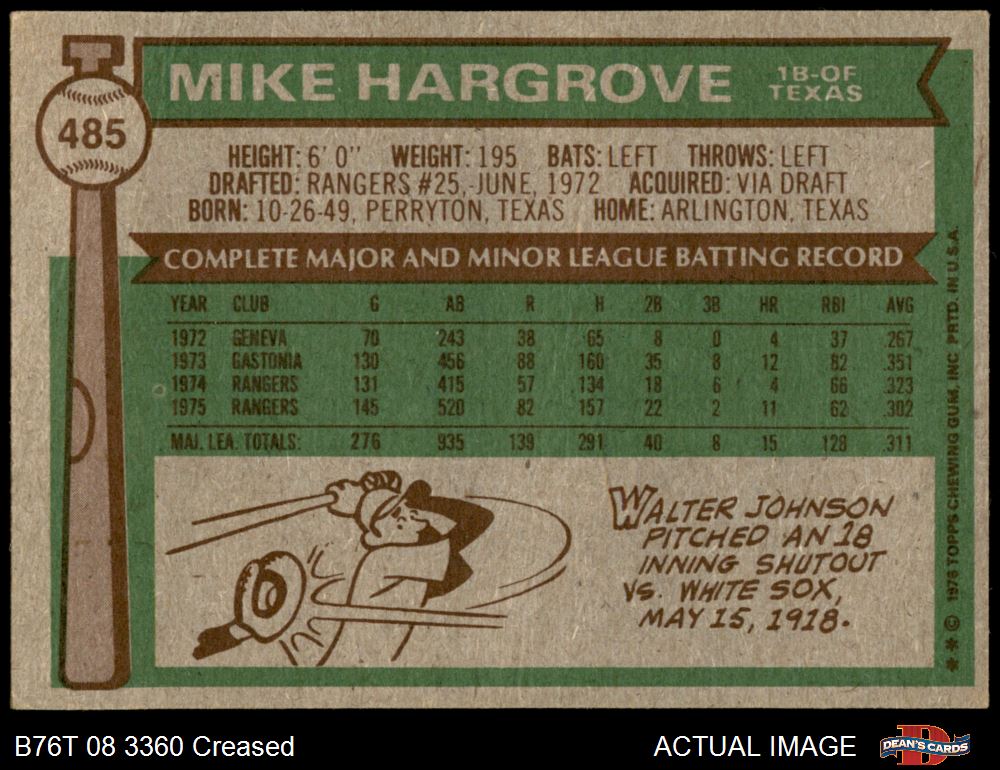 MIKE HARGROVE 1B-OF
TEXAS
485
HEIGHT: 6' 0" WEIGHT: 195 BATS: LEFT THROWS: LEFT
DRAFTED: RANGERS #25, JUNE, 1972 ACQUIRED: VIA DRAFT
BORN: 10-26-49, PERRYTON, TEXAS HOME: ARLINGTON, TEXAS
COMPLETE MAJOR AND MINOR LEAGUE BATTING RECORD
YEAR CLUB G AB R H 2B 3B HR RBI AVG
1972 GENEVA 70 243 38 65 8 0 4 37 .267
1973 GASTONIA 130 456 88 160 35 8 12 82 .351
1974 RANGERS 131 415 57 134 18 6 4 66 .323
1975 RANGERS 145 520 82 157 22 2 11 62 .302
MAJ. LEA. TOTALS: 276 935 139 291 40 8 15 128 .311
WALTER JOHNSON
PITCHED AN 18
INNING SHUTOUT
VS. WHITE SOX,
MAY 15, 1918.
** © 1976 TOPPS CHEWING GUM, INC PRTD. IN U.S.A.
B76T 08 3360 Creased ACTUAL IMAGE
D
DEAN'S CARDS